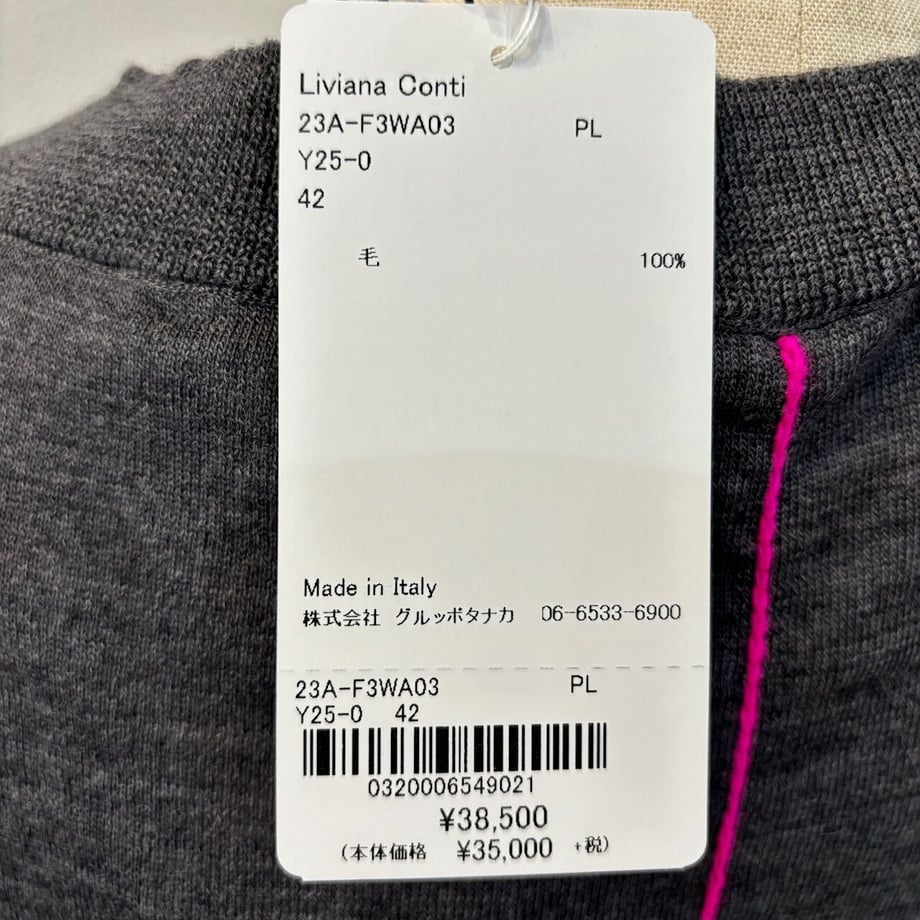 Liviana Conti
23A-F3WA03 PL
Y25-0
42
毛 100%
Made in Italy
株式会社 グルッポタナカ 06-6533-6900
23A-F3WA03 PL
Y25-0 42
0320006549021
¥38,500
(本体価格 ¥35,000 +税)